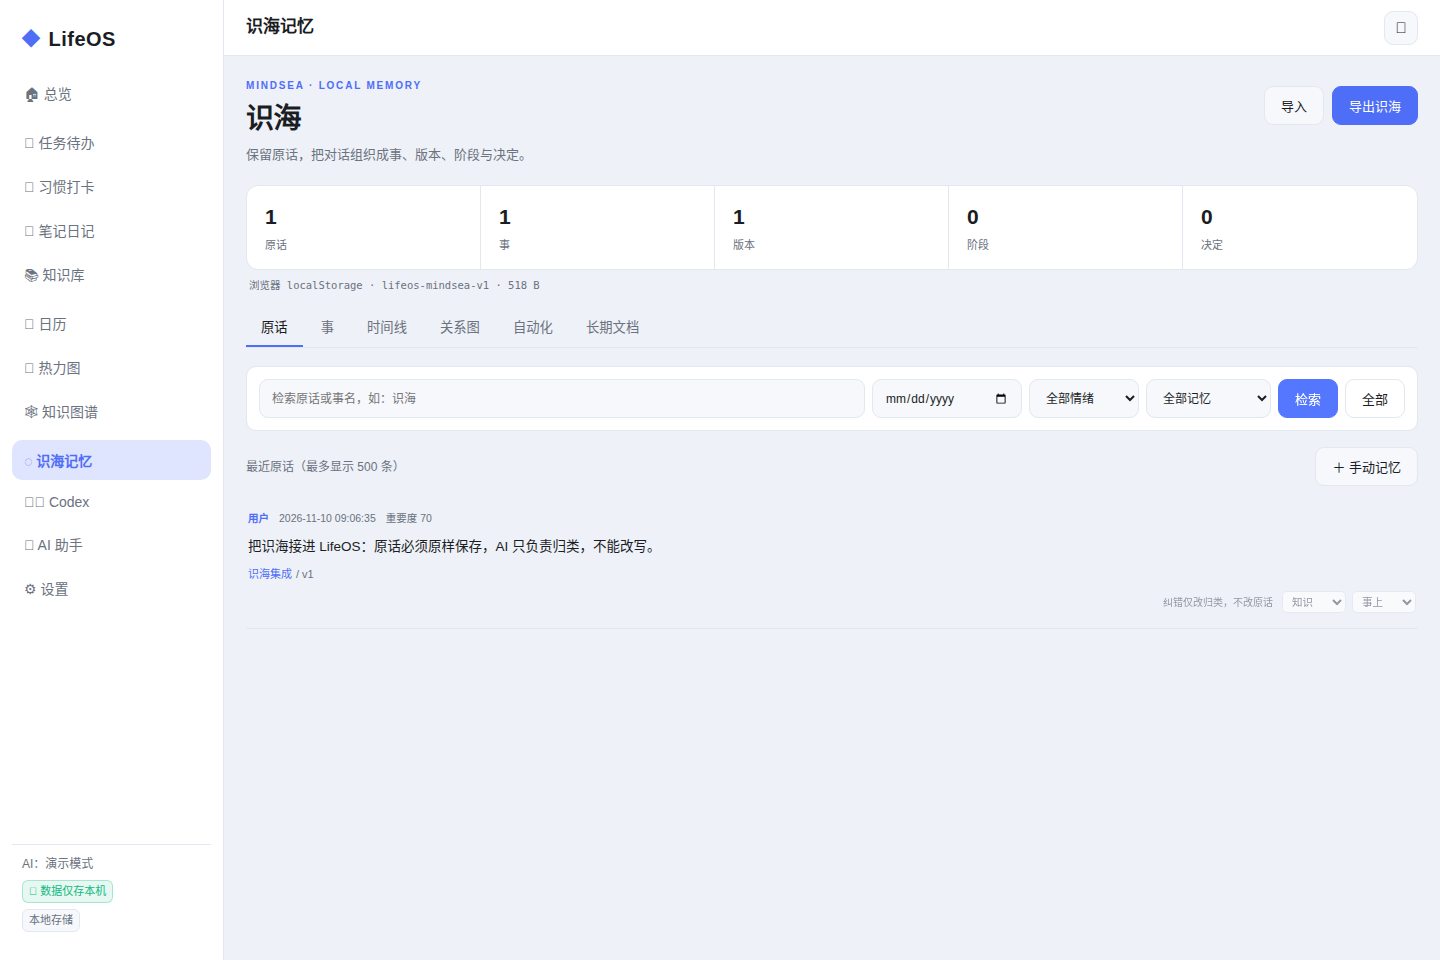 LifeOS
总览
任务待办
习惯打卡
笔记日记
知识库
日历
热力图
知识图谱
识海记忆
Codex
AI 助手
设置
AI：演示模式
数据仅存本机
本地存储
识海记忆
MINDSEA · LOCAL MEMORY
识海
保留原话，把对话组织成事、版本、阶段与决定。
导入 导出识海
1 1 1 0 0
原话 事 版本 阶段 决定
浏览器 localStorage · lifeos-mindsea-v1 · 518 B
原话 事 时间线 关系图 自动化 长期文档
检索原话或事名，如：识海 mm/dd/yyyy 全部情绪 全部记忆 检索 全部
最近原话（最多显示 500 条）
＋ 手动记忆
用户 2026-11-10 09:06:35 重要度 70
把识海接进 LifeOS：原话必须原样保存，AI 只负责归类，不能改写。
识海集成 / v1
纠错仅改归类，不改原话 知识 事上